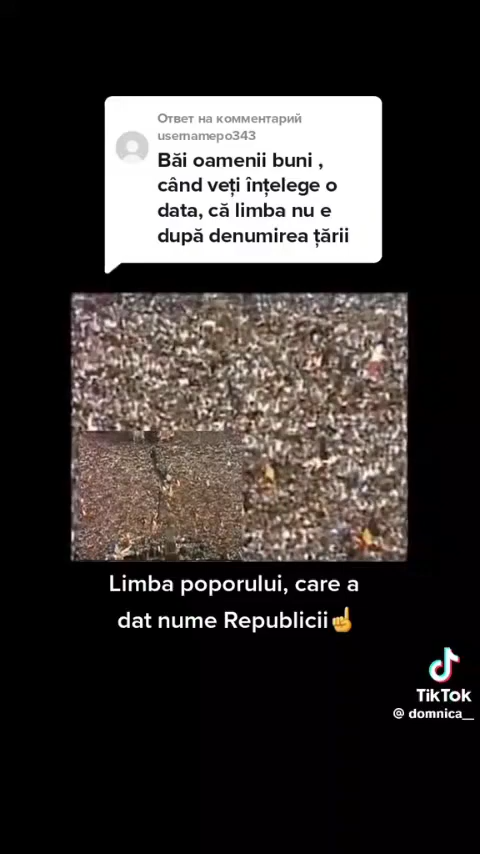 Ответ на комментарий
usernamepo343
Băi oamenii buni ,
când veți înțelege o
data, că limba nu e
după denumirea țării
Limba poporului, care a
dat nume Republicii☝️
TikTok
@ domnica__